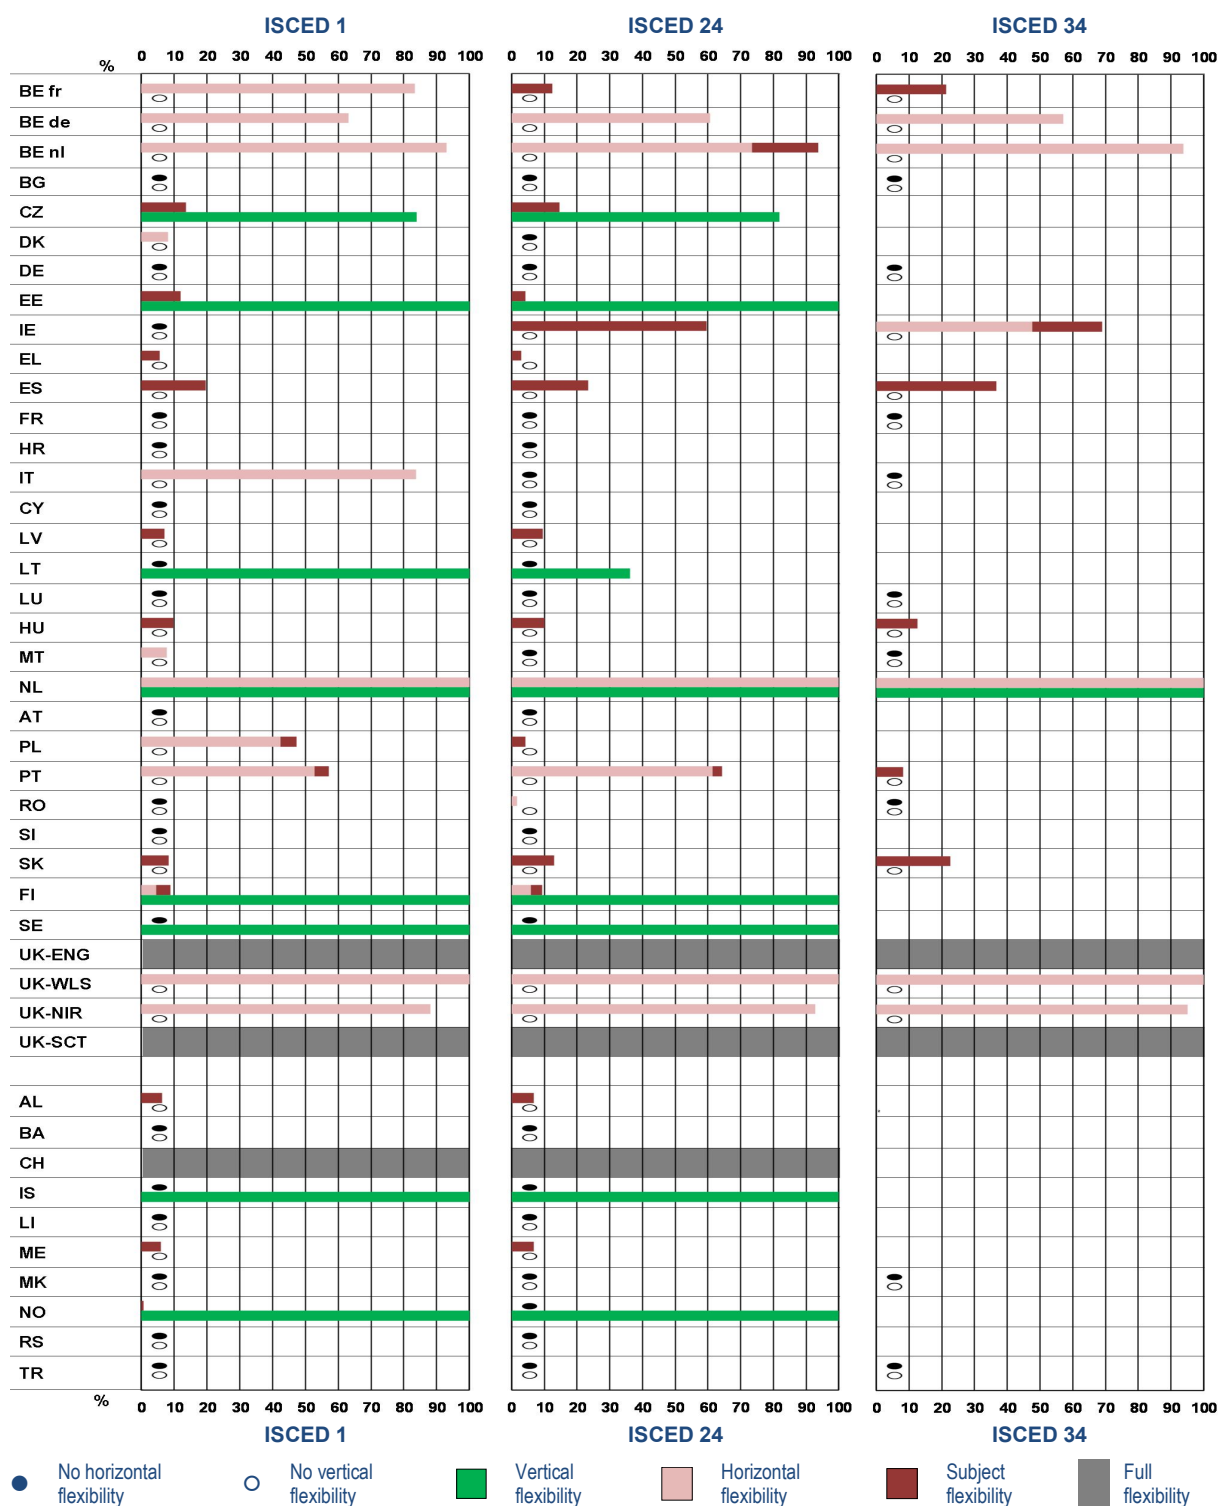 ISCED 1 ISCED 24 ISCED 34
% 0 10 20 30 40 50 60 70 80 90 100 0 10 20 30 40 50 60 70 80 90 100 0 10 20 30 40 50 60 70 80 90 100
BE fr
BE de
BE nl
BG
CZ
DK
DE
EE
IE
EL
ES
FR
HR
IT
CY
LV
LT
LU
HU
MT
NL
AT
PL
PT
RO
SI
SK
FI
SE
UK-ENG
UK-WLS
UK-NIR
UK-SCT
AL
BA
CH
IS
LI
ME
MK
NO
RS
TR
% 0 10 20 30 40 50 60 70 80 90 100 0 10 20 30 40 50 60 70 80 90 100 0 10 20 30 40 50 60 70 80 90 100
ISCED 1 ISCED 24 ISCED 34
No horizontal No vertical Vertical Horizontal Subject Full
flexibility flexibility flexibility flexibility flexibility flexibility